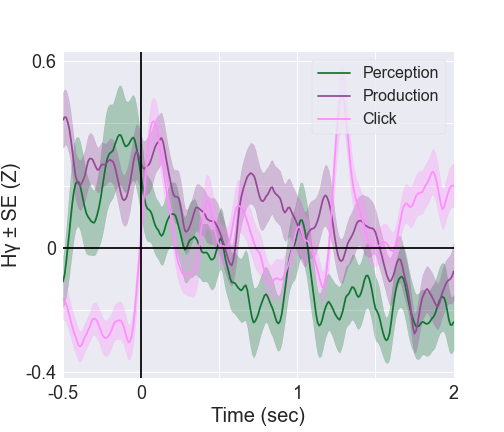 Hγ ± SE (Z)
0.6
0
-0.4
Perception
Production
Click
-0.5
0
1
2
Time (sec)